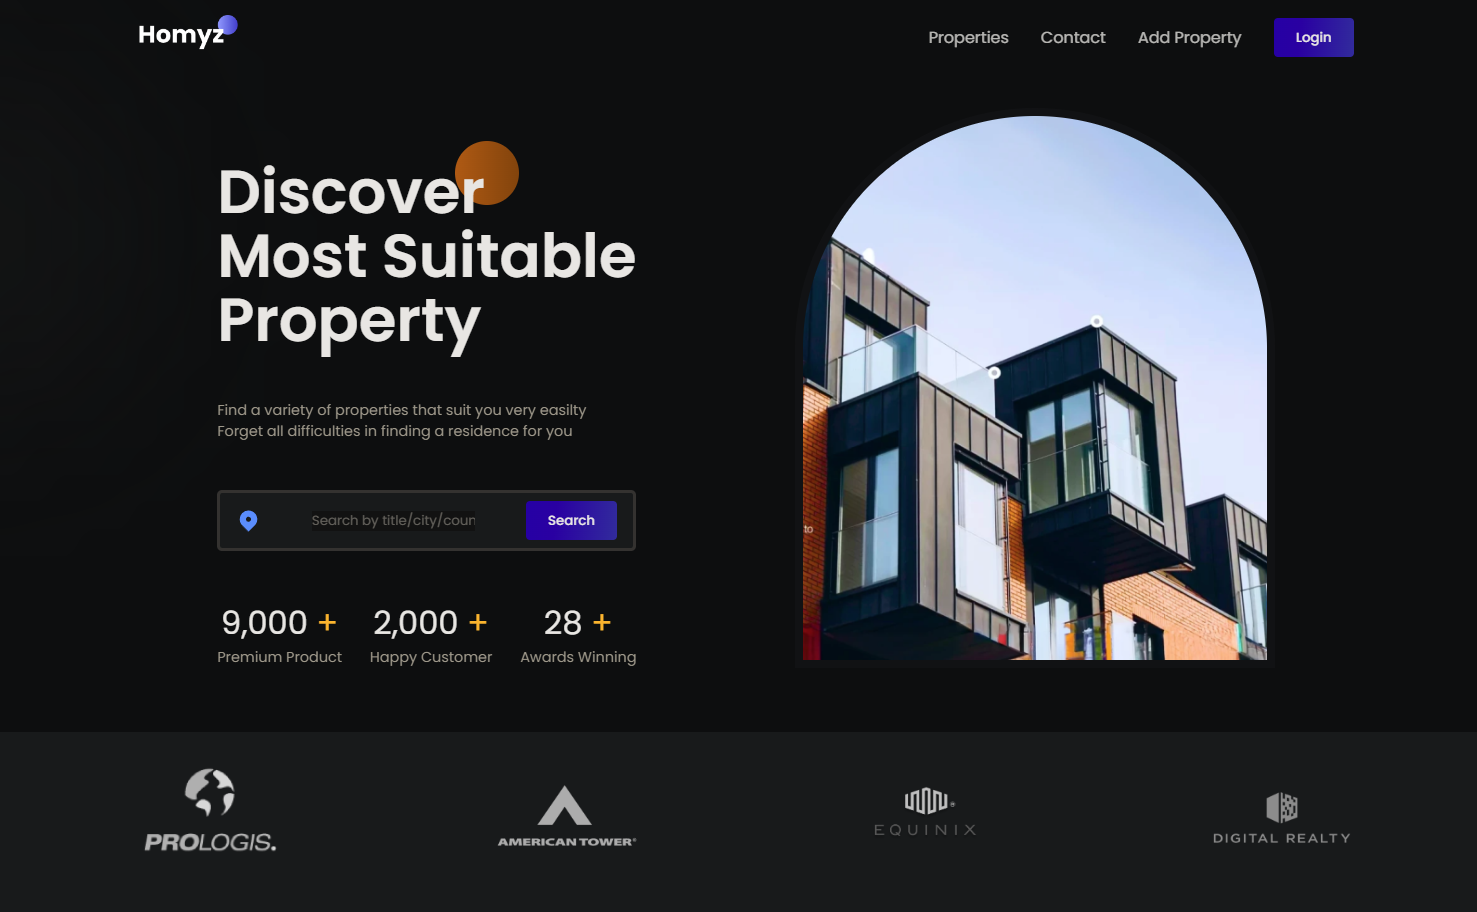 Homyz
Properties
Contact
Add Property
Login
Discover
Most Suitable
Property
Find a variety of properties that suit you very easilty
Forget all difficulties in finding a residence for you
Search by title/city/coun
Search
9,000 +
2,000 +
28 +
Premium Product
Happy Customer
Awards Winning
to
PROLOGIS.
AMERICAN TOWER®
EQUINIX®
DIGITAL REALTY